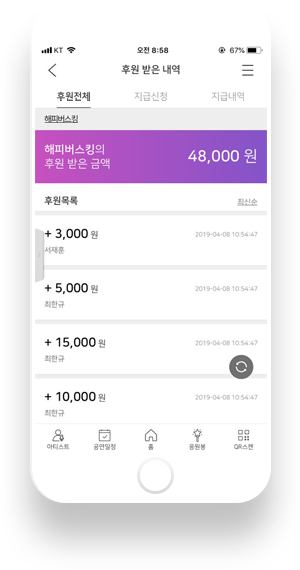 KT 오전 8:58 67%
후원 받은 내역
후원전체 지급신청 지급내역
해피버스킹
해피버스킹의
후원 받은 금액
48,000 원
후원목록 최신순
+ 3,000 원 2019-04-08 10:54:47
서재훈
+ 5,000 원 2019-04-08 10:54:47
최한규
+ 15,000 원 2019-04-08 10:54:47
최한규
+ 10,000 원 2019-04-08 10:54:47
최한규
아티스트 공연일정 홈 응원봉 QR스캔